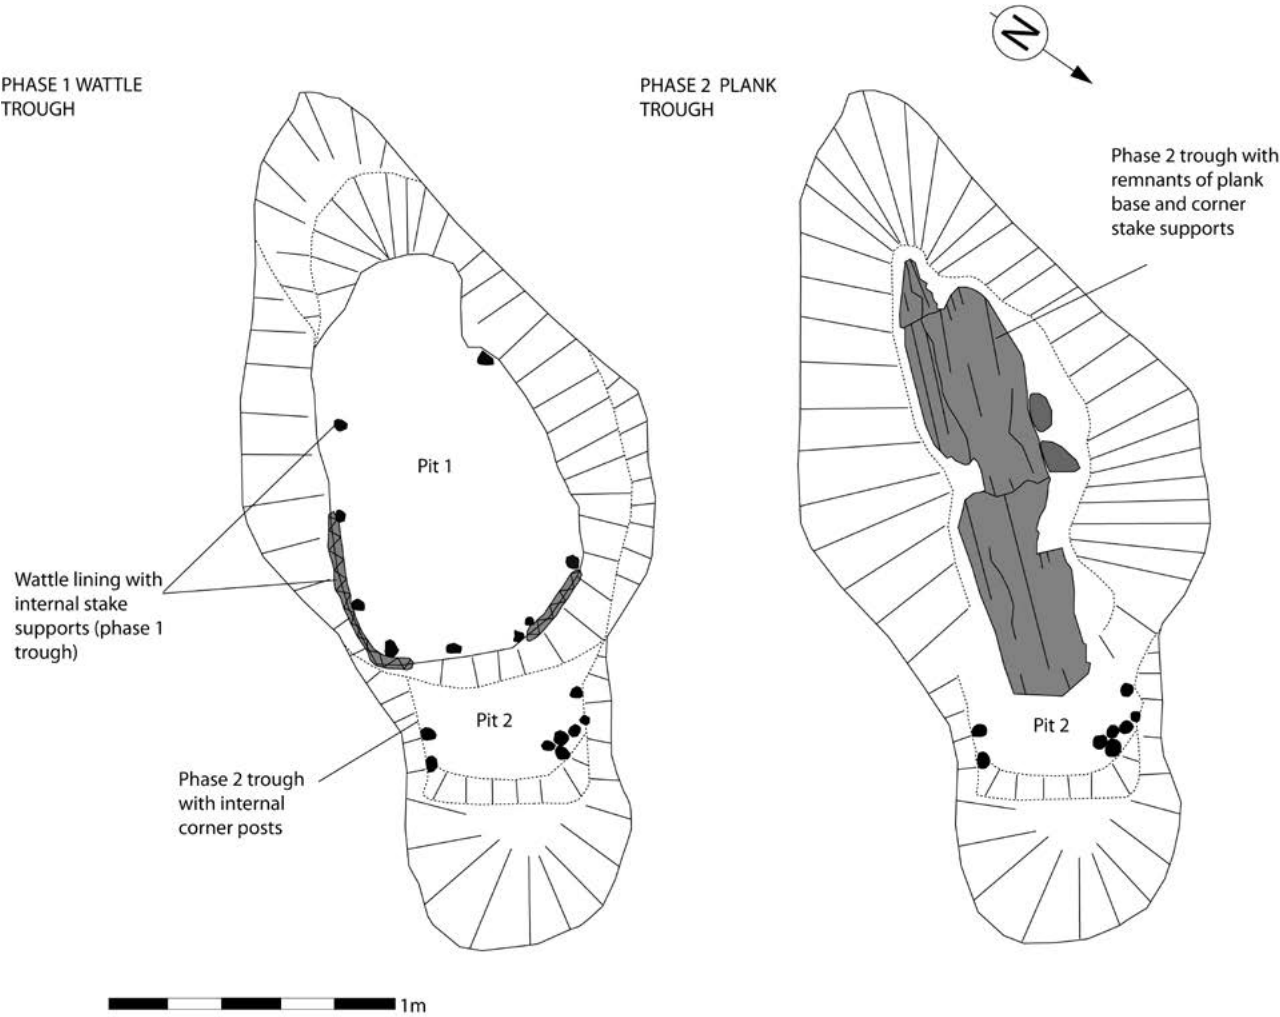 N
PHASE 1 WATTLE
TROUGH
PHASE 2 PLANK
TROUGH
Phase 2 trough with
remnants of plank
base and corner
stake supports
Pit 1
Wattle lining with
internal stake
supports (phase 1
trough)
Pit 2
Pit 2
Phase 2 trough
with internal
corner posts
1m